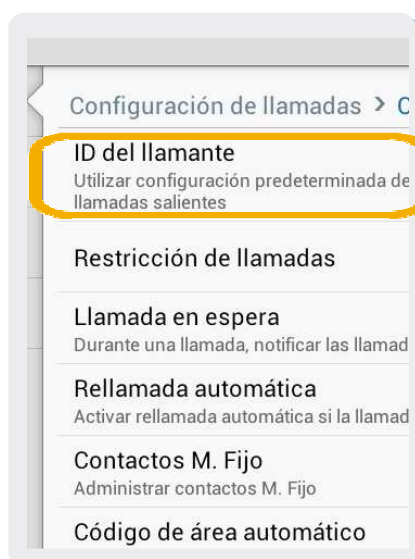 Configuración de llamadas > C
ID del llamante
Utilizar configuración predeterminada de
llamadas salientes
Restricción de llamadas
Llamada en espera
Durante una llamada, notificar las llamad
Rellamada automática
Activar rellamada automática si la llamad
Contactos M. Fijo
Administrar contactos M. Fijo
Código de área automático